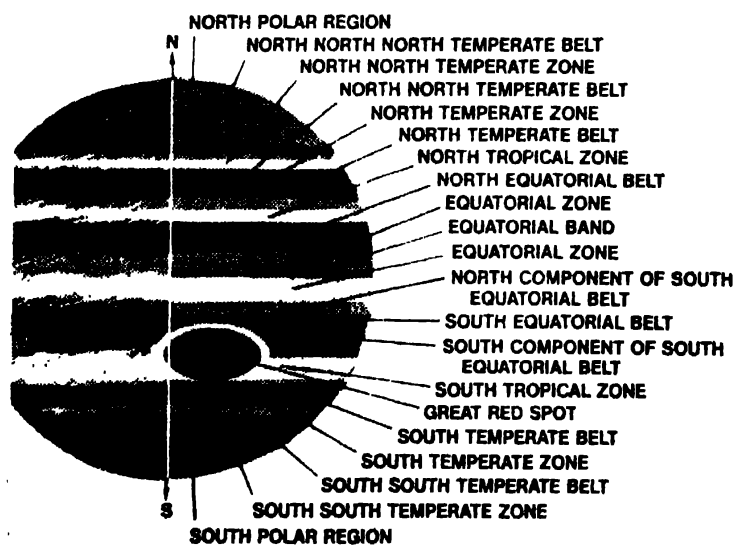 NORTH POLAR REGION
N
NORTH NORTH NORTH TEMPERATE BELT
NORTH NORTH TEMPERATE ZONE
NORTH NORTH TEMPERATE BELT
NORTH TEMPERATE ZONE
NORTH TEMPERATE BELT
NORTH TROPICAL ZONE
NORTH EQUATORIAL BELT
EQUATORIAL ZONE
EQUATORIAL BAND
EQUATORIAL ZONE
NORTH COMPONENT OF SOUTH
EQUATORIAL BELT
SOUTH EQUATORIAL BELT
SOUTH COMPONENT OF SOUTH
EQUATORIAL BELT
SOUTH TROPICAL ZONE
GREAT RED SPOT
SOUTH TEMPERATE BELT
SOUTH TEMPERATE ZONE
SOUTH SOUTH TEMPERATE BELT
S
SOUTH SOUTH TEMPERATE ZONE
SOUTH POLAR REGION